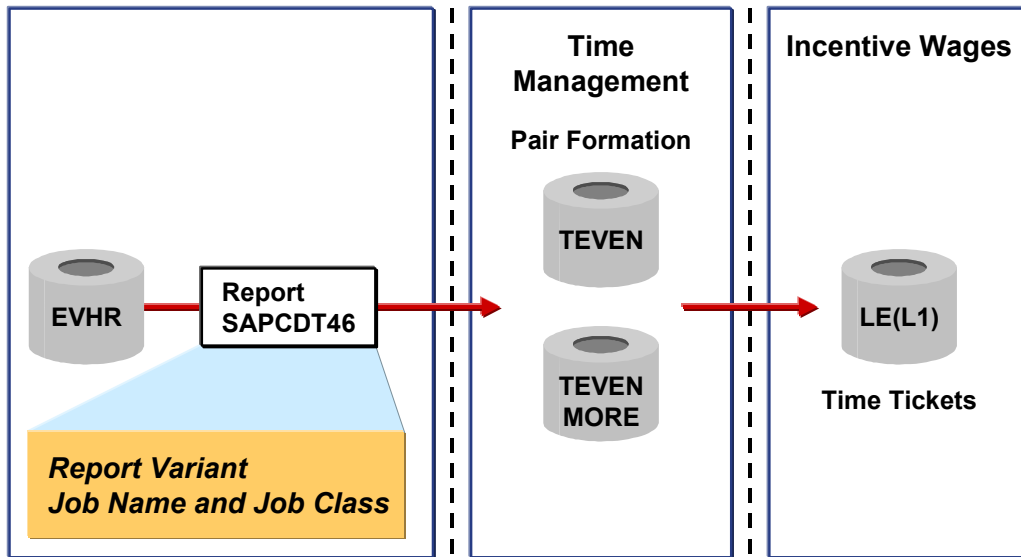 EVHR
Report
SAPCDT46
Report Variant
Job Name and Job Class
Time
Management
Pair Formation
TEVEN
TEVEN
MORE
Incentive Wages
LE(L1)
Time Tickets